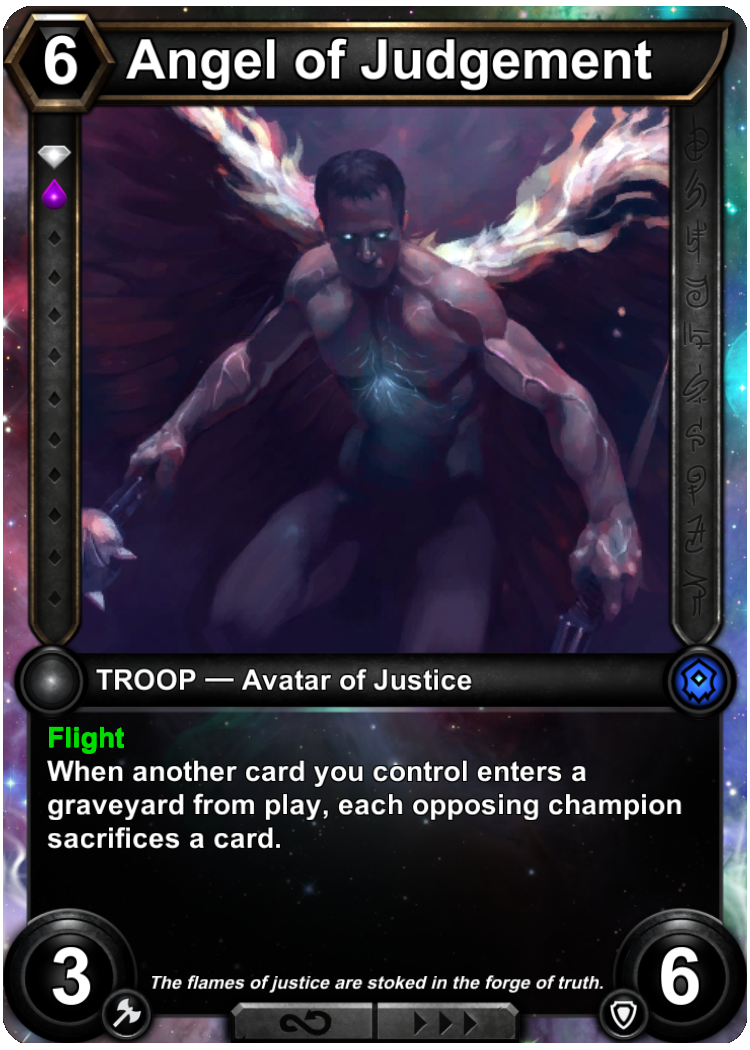 6 Angel of Judgement
TROOP — Avatar of Justice
Flight
When another card you control enters a
graveyard from play, each opposing champion
sacrifices a card.
The flames of justice are stoked in the forge of truth.
3
6